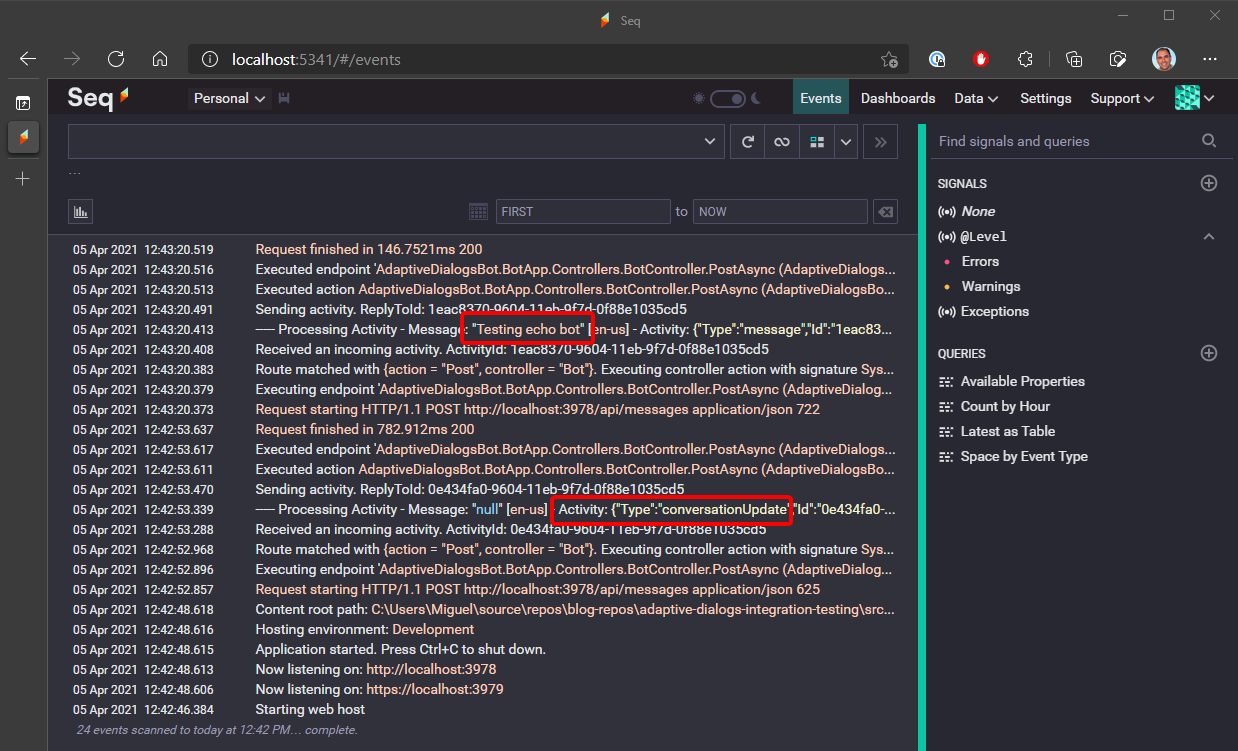 Seq
localhost:5341/#/events
Seq
Personal
Events
Dashboards
Data
Settings
Support
Find signals and queries
...
FIRST
to
NOW
SIGNALS
None
@Level
Errors
Warnings
Exceptions
QUERIES
Available Properties
Count by Hour
Latest as Table
Space by Event Type
05 Apr 2021 12:43:20.519 Request finished in 146.7521ms 200
05 Apr 2021 12:43:20.516 Executed endpoint 'AdaptiveDialogsBot.BotApp.Controllers.BotController.PostAsync (AdaptiveDialogs...
05 Apr 2021 12:43:20.513 Executed action AdaptiveDialogsBot.BotApp.Controllers.BotController.PostAsync (AdaptiveDialogsBo...
05 Apr 2021 12:43:20.491 Sending activity. ReplyToId: 1eac8370-9604-11eb-9f7d-0f88e1035cd5
05 Apr 2021 12:43:20.413 ----- Processing Activity - Message: "Testing echo bot" [en-us] - Activity: {"Type":"message","Id":"1eac83...
05 Apr 2021 12:43:20.408 Received an incoming activity. ActivityId: 1eac8370-9604-11eb-9f7d-0f88e1035cd5
05 Apr 2021 12:43:20.383 Route matched with {action = "Post", controller = "Bot"}. Executing controller action with signature Sys...
05 Apr 2021 12:43:20.379 Executing endpoint 'AdaptiveDialogsBot.BotApp.Controllers.BotController.PostAsync (AdaptiveDialog...
05 Apr 2021 12:43:20.373 Request starting HTTP/1.1 POST http://localhost:3978/api/messages application/json 722
05 Apr 2021 12:42:53.637 Request finished in 782.912ms 200
05 Apr 2021 12:42:53.617 Executed endpoint 'AdaptiveDialogsBot.BotApp.Controllers.BotController.PostAsync (AdaptiveDialogs...
05 Apr 2021 12:42:53.611 Executed action AdaptiveDialogsBot.BotApp.Controllers.BotController.PostAsync (AdaptiveDialogsBo...
05 Apr 2021 12:42:53.470 Sending activity. ReplyToId: 0e434fa0-9604-11eb-9f7d-0f88e1035cd5
05 Apr 2021 12:42:53.339 ----- Processing Activity - Message: "null" [en-us] - Activity: {"Type":"conversationUpdate","Id":"0e434fa0-...
05 Apr 2021 12:42:53.288 Received an incoming activity. ActivityId: 0e434fa0-9604-11eb-9f7d-0f88e1035cd5
05 Apr 2021 12:42:52.968 Route matched with {action = "Post", controller = "Bot"}. Executing controller action with signature Sys...
05 Apr 2021 12:42:52.896 Executing endpoint 'AdaptiveDialogsBot.BotApp.Controllers.BotController.PostAsync (AdaptiveDialog...
05 Apr 2021 12:42:52.857 Request starting HTTP/1.1 POST http://localhost:3978/api/messages application/json 625
05 Apr 2021 12:42:48.618 Content root path: C:\Users\Miguel\source\repos\blog-repos\adaptive-dialogs-integration-testing\src...
05 Apr 2021 12:42:48.616 Hosting environment: Development
05 Apr 2021 12:42:48.615 Application started. Press Ctrl+C to shut down.
05 Apr 2021 12:42:48.613 Now listening on: http://localhost:3978
05 Apr 2021 12:42:48.606 Now listening on: https://localhost:3979
05 Apr 2021 12:42:46.384 Starting web host
24 events scanned to today at 12:42 PM... complete.